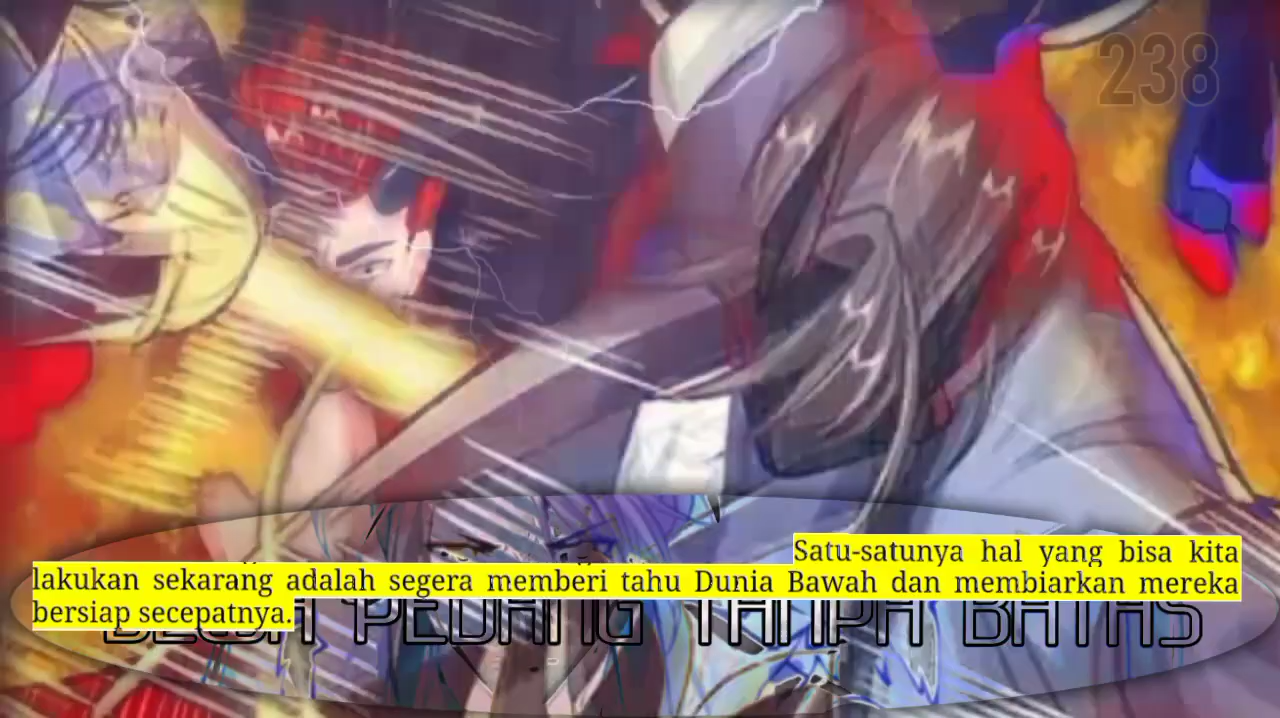 238
Satu-satunya hal yang bisa kita
lakukan sekarang adalah segera memberi tahu Dunia Bawah dan membiarkan mereka
bersiap secepatnya.
PEDANG TANPA BATAS